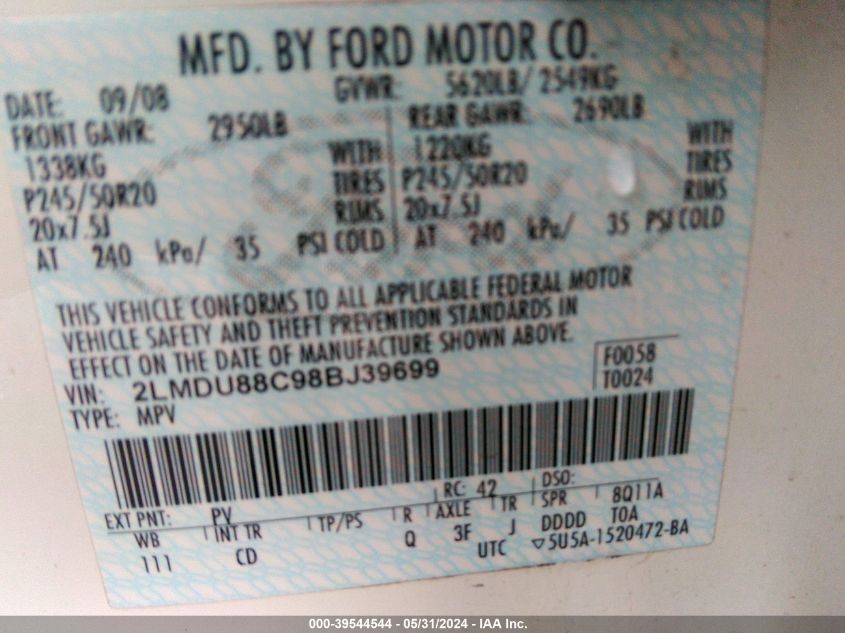 MFD. BY FORD MOTOR CO.
DATE: 09/08 GVWR: 5620LB/ 2549KG
FRONT GAWR: 2950LB REAR GAWR: 2690LB
1338KG WITH 1220KG WITH
P245/50R20 TIRES P245/50R20 TIRES
20x7.5J RIMS 20x7.5J RIMS
AT 240 kPa/ 35 PSI COLD AT 240 kPa/ 35 PSI COLD
THIS VEHICLE CONFORMS TO ALL APPLICABLE FEDERAL MOTOR
VEHICLE SAFETY AND THEFT PREVENTION STANDARDS IN
EFFECT ON THE DATE OF MANUFACTURE SHOWN ABOVE.
VIN: 2LMDU88C98BJ39699 F0058
TYPE: MPV T0024
EXT PNT: PV RC: 42 DSO:
WB INT TR TP/PS R AXLE TR SPR 8Q11A
111 CD Q 3F J DDDD TOA
UTC ▽5U5A-1520472-BA
000-39544544 / 05/31/2024 - IAA Inc.